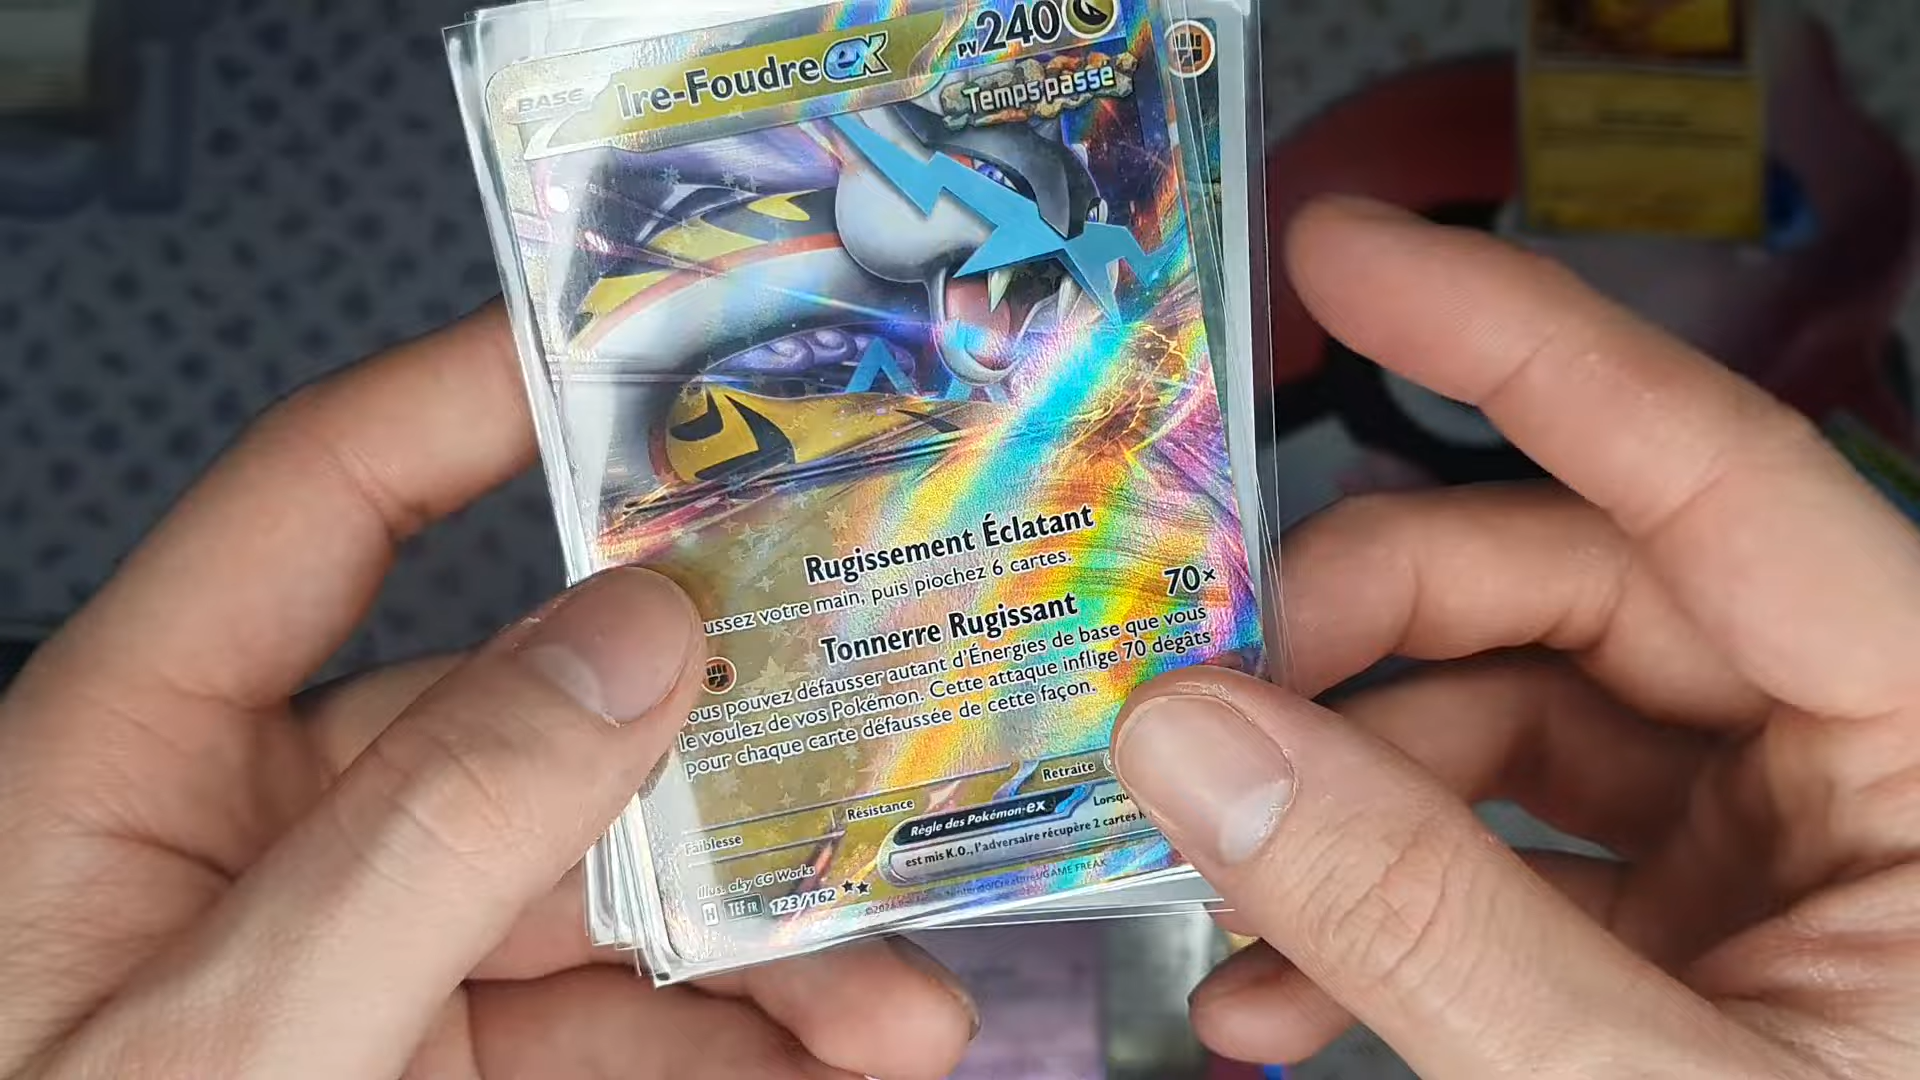 BASE Ire-Foudre ex PV 240
Temps passé
Rugissement Éclatant
ussez votre main, puis piochez 6 cartes.
Tonnerre Rugissant 70×
ous pouvez défausser autant d'Énergies de base que vous
le voulez de vos Pokémon. Cette attaque inflige 70 dégâts
pour chaque carte défaussée de cette façon.
Faiblesse Résistance Retraite
Règle des Pokémon-ex Lorsqu
est mis K.O., l'adversaire récupère 2 cartes
Illus. aky CG Works
H TEF FR 123/162
Nintendo/Creatures/GAME FREAK